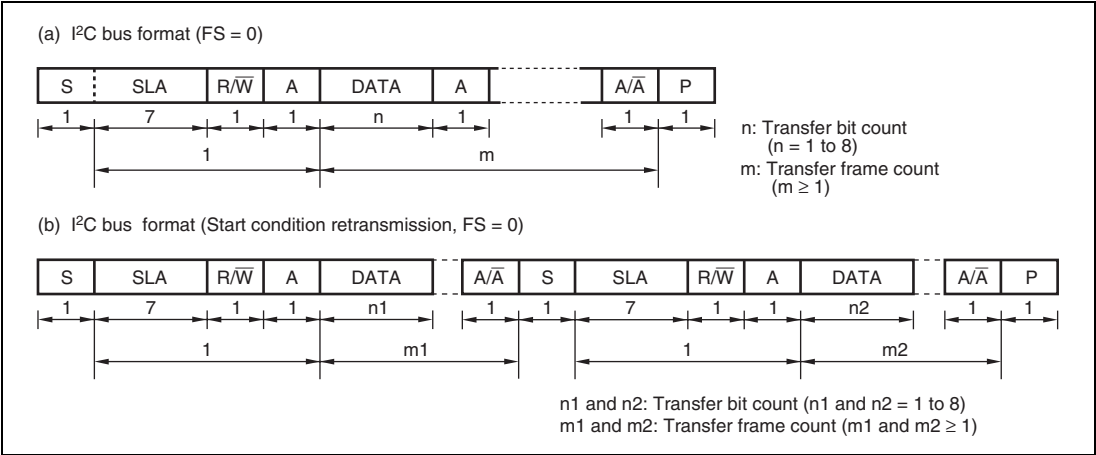 (a) I²C bus format (FS = 0)
S SLA R/W̅ A DATA A A/A̅ P
1 7 1 1 n 1 1 1
1 m
n: Transfer bit count
(n = 1 to 8)
m: Transfer frame count
(m ≥ 1)
(b) I²C bus format (Start condition retransmission, FS = 0)
S SLA R/W̅ A DATA A/A̅ S SLA R/W̅ A DATA A/A̅ P
1 7 1 1 n1 1 1 7 1 1 n2 1 1
1 m1 1 m2
n1 and n2: Transfer bit count (n1 and n2 = 1 to 8)
m1 and m2: Transfer frame count (m1 and m2 ≥ 1)